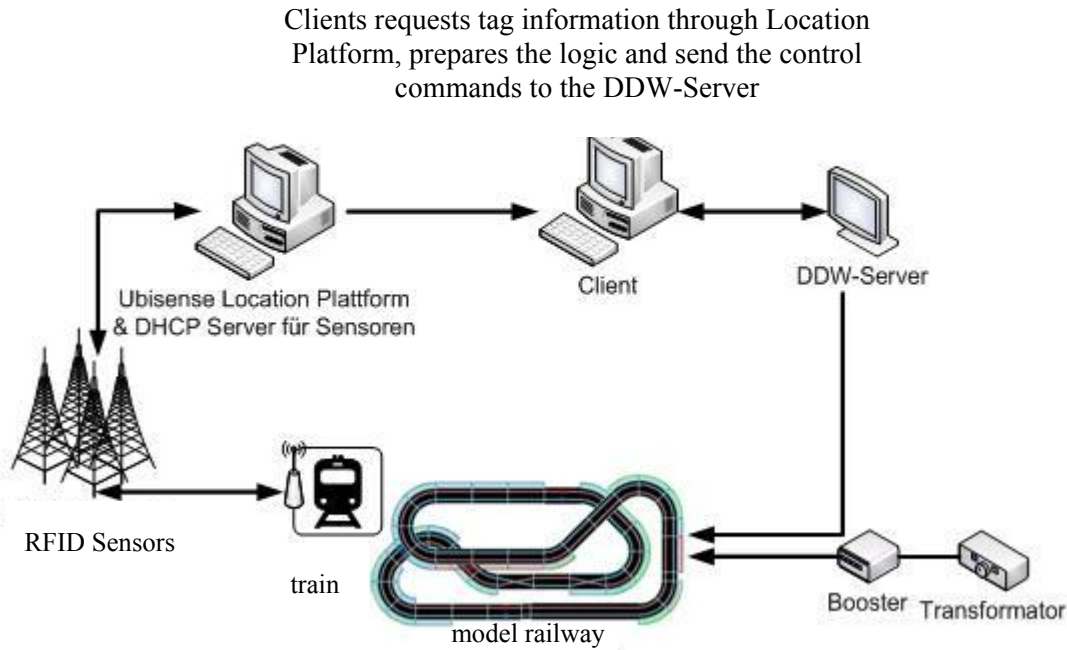 Clients requests tag information through Location
Platform, prepares the logic and send the control
commands to the DDW-Server
Ubisense Location Plattform
& DHCP Server für Sensoren
Client
DDW-Server
RFID Sensors
train
model railway
Booster
Transformator